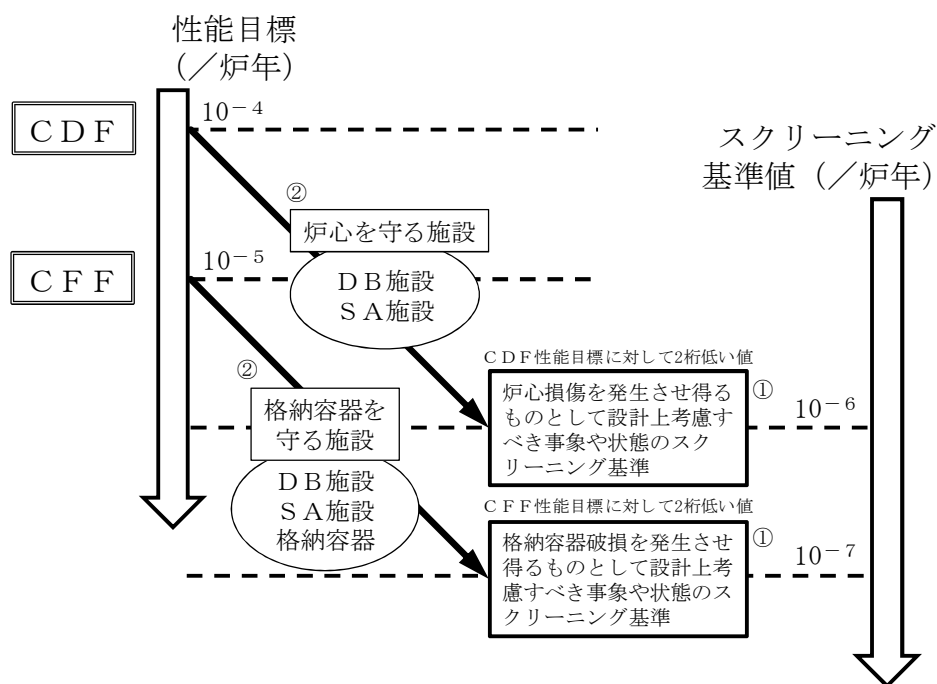 性能目標
(／炉年)
ＣＤＦ
10－4
スクリーニング
基準値（／炉年）
②
炉心を守る施設
ＣＦＦ
10－5
ＤＢ施設
ＳＡ施設
ＣＤＦ性能目標に対して2桁低い値
②
炉心損傷を発生させ得る
ものとして設計上考慮す
べき事象や状態のスク
リーニング基準
①
10－6
格納容器を
守る施設
ＤＢ施設
ＳＡ施設
格納容器
ＣＦＦ性能目標に対して2桁低い値
格納容器破損を発生させ
得るものとして設計上考
慮すべき事象や状態のス
クリーニング基準
①
10－7